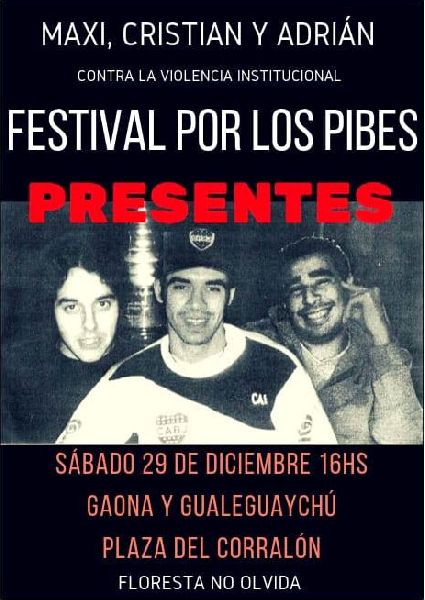 MAXI, CRISTIAN Y ADRIÁN
CONTRA LA VIOLENCIA INSTITUCIONAL
FESTIVAL POR LOS PIBES
PRESENTES
CABJ
SÁBADO 29 DE DICIEMBRE 16HS
GAONA Y GUALEGUAYCHÚ
PLAZA DEL CORRALÓN
FLORESTA NO OLVIDA